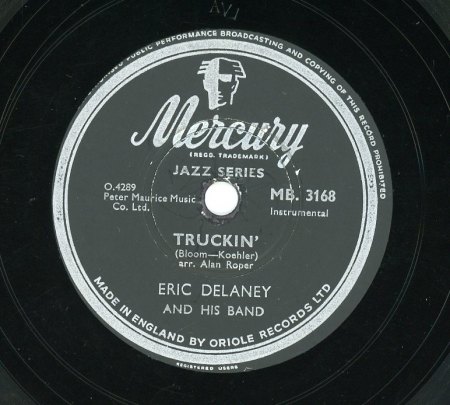 PUBLIC PERFORMANCE BROADCASTING AND COPYING OF THIS RECORD PROHIBITED
Mercury
(REGD. TRADEMARK)
JAZZ SERIES
O.4289
Peter Maurice Music
Co. Ltd.
MB. 3168
Instrumental
TRUCKIN'
(Bloom—Koehler)
arr. Alan Roper
ERIC DELANEY
AND HIS BAND
MADE IN ENGLAND BY ORIOLE RECORDS LTD
REGISTERED USERS